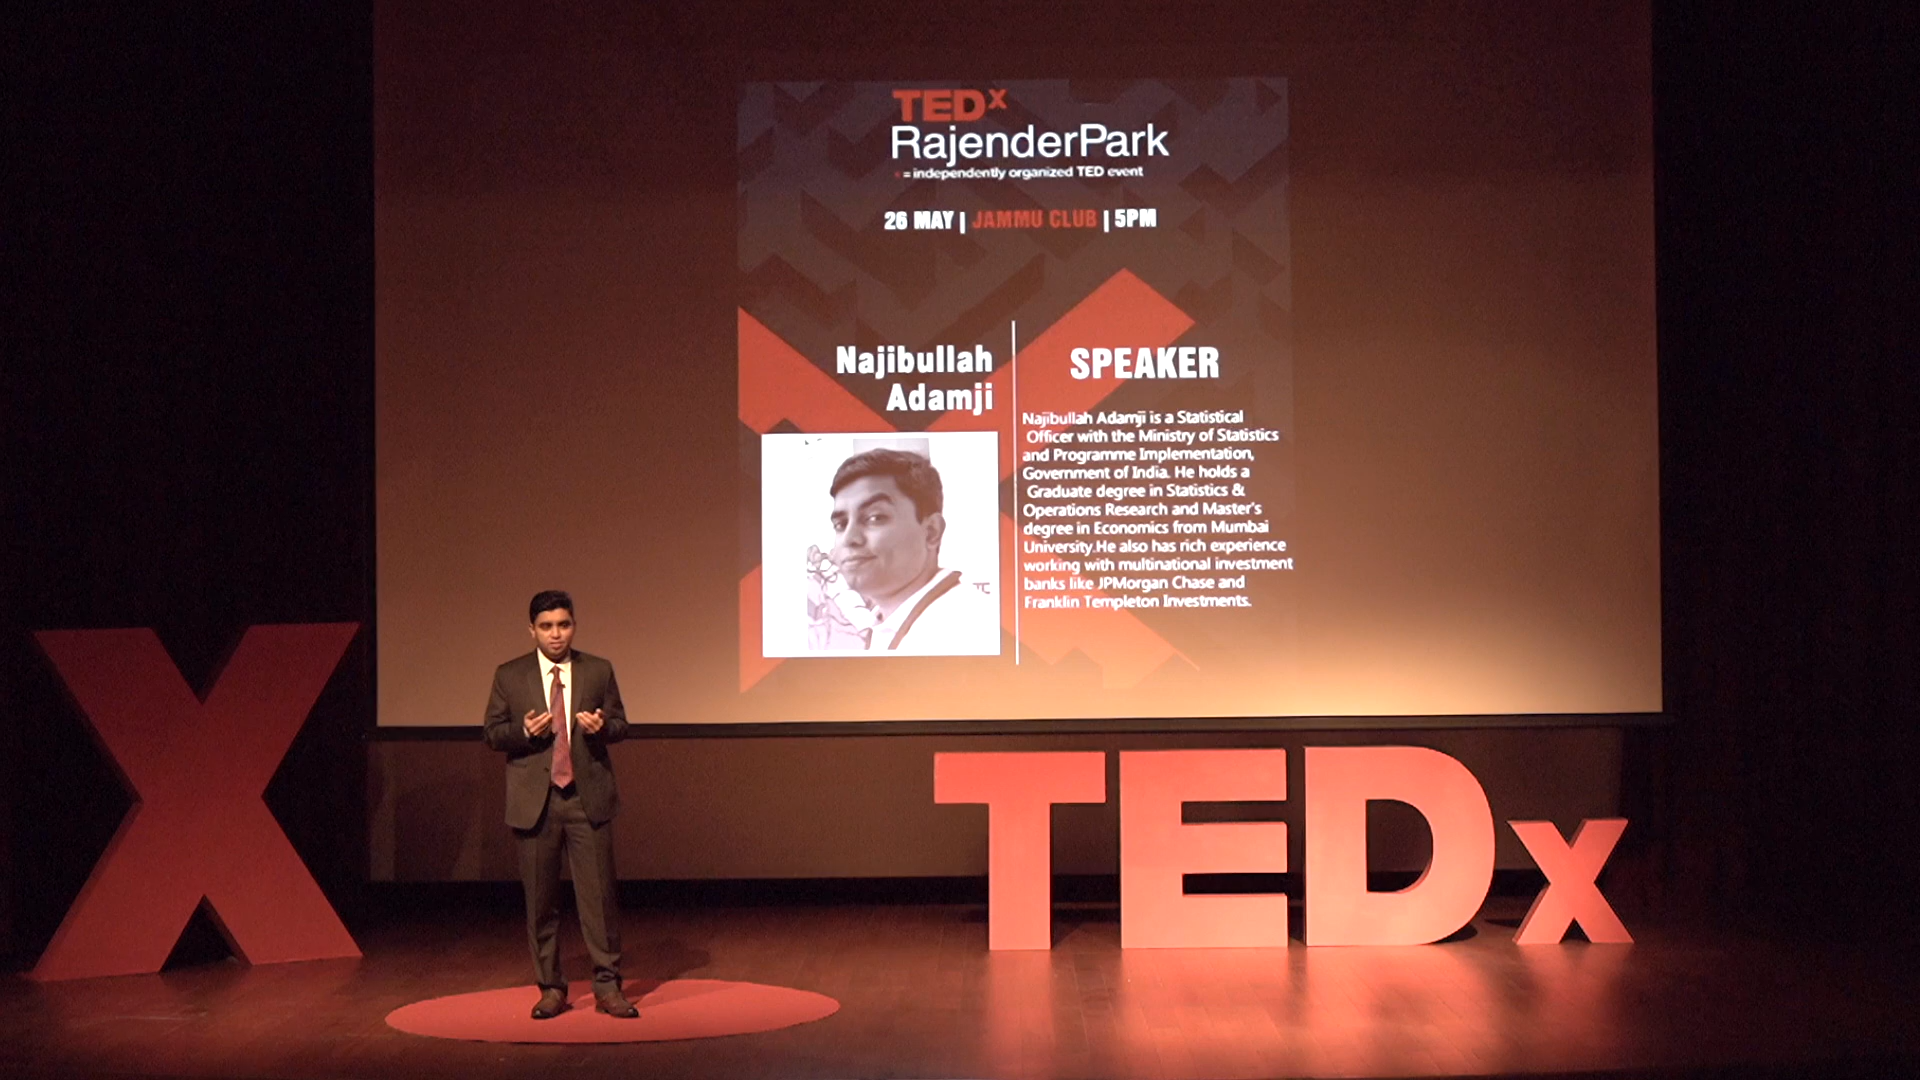 TEDx
RajenderPark
x = independently organized TED event
26 MAY | JAMMU CLUB | 5PM
Najibullah
Adamji
SPEAKER
Najibullah Adamji is a Statistical
Officer with the Ministry of Statistics
and Programme Implementation,
Government of India. He holds a
Graduate degree in Statistics &
Operations Research and Master's
degree in Economics from Mumbai
University.He also has rich experience
working with multinational investment
banks like JPMorgan Chase and
Franklin Templeton Investments.
X
TEDx